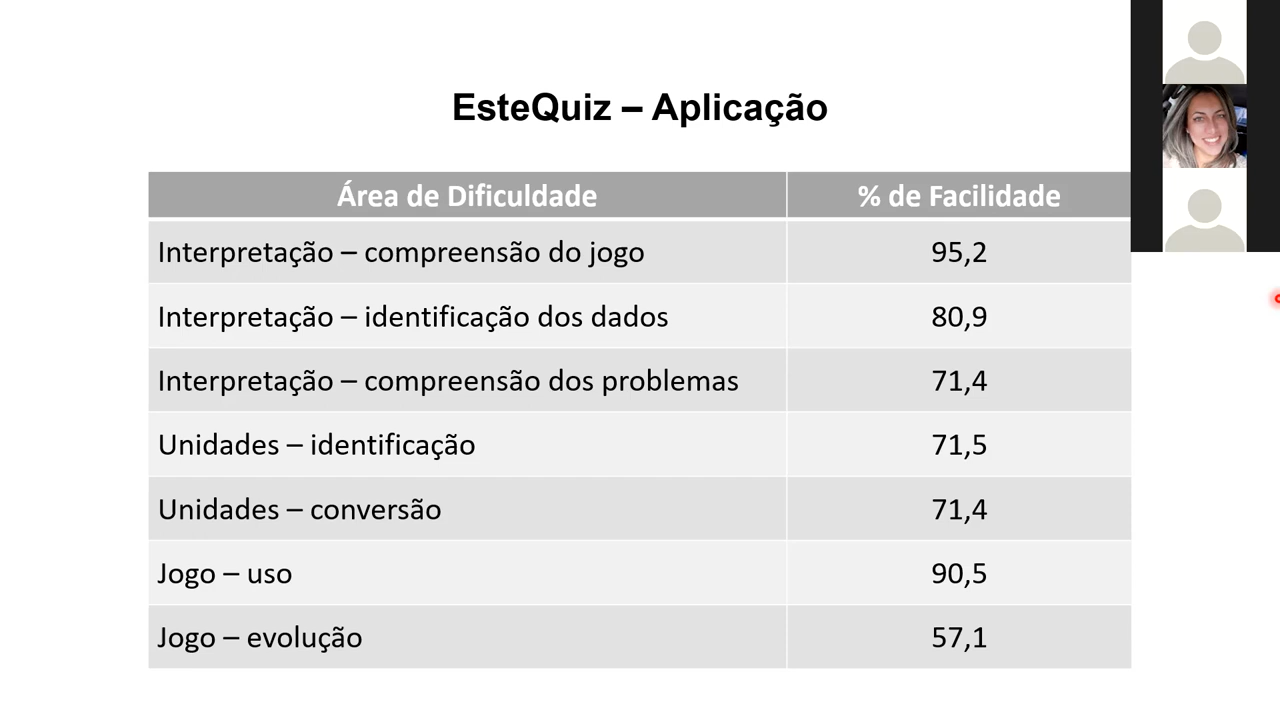 EsteQuiz – Aplicação
Área de Dificuldade % de Facilidade
Interpretação – compreensão do jogo 95,2
Interpretação – identificação dos dados 80,9
Interpretação – compreensão dos problemas 71,4
Unidades – identificação 71,5
Unidades – conversão 71,4
Jogo – uso 90,5
Jogo – evolução 57,1